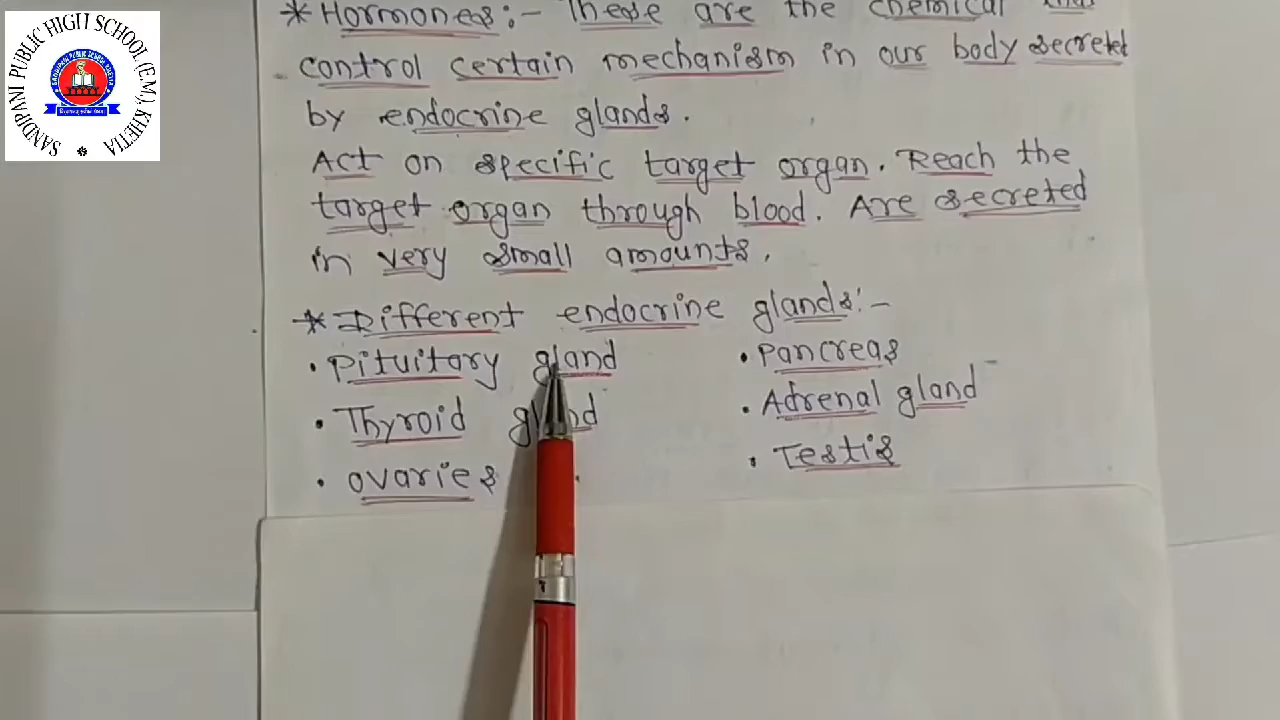 SANDIPANI PUBLIC HIGH SCHOOL (E.M.), KHETIA
* Hormones:- These are the chemical that
control certain mechanism in our body secreted
by endocrine glands.
Act on specific target organ. Reach the
target organ through blood. Are secreted
in very small amounts.
* Different endocrine glands:-
• Pituitary gland • Pancreas
• Thyroid gland • Adrenal gland
• Ovaries • Testis